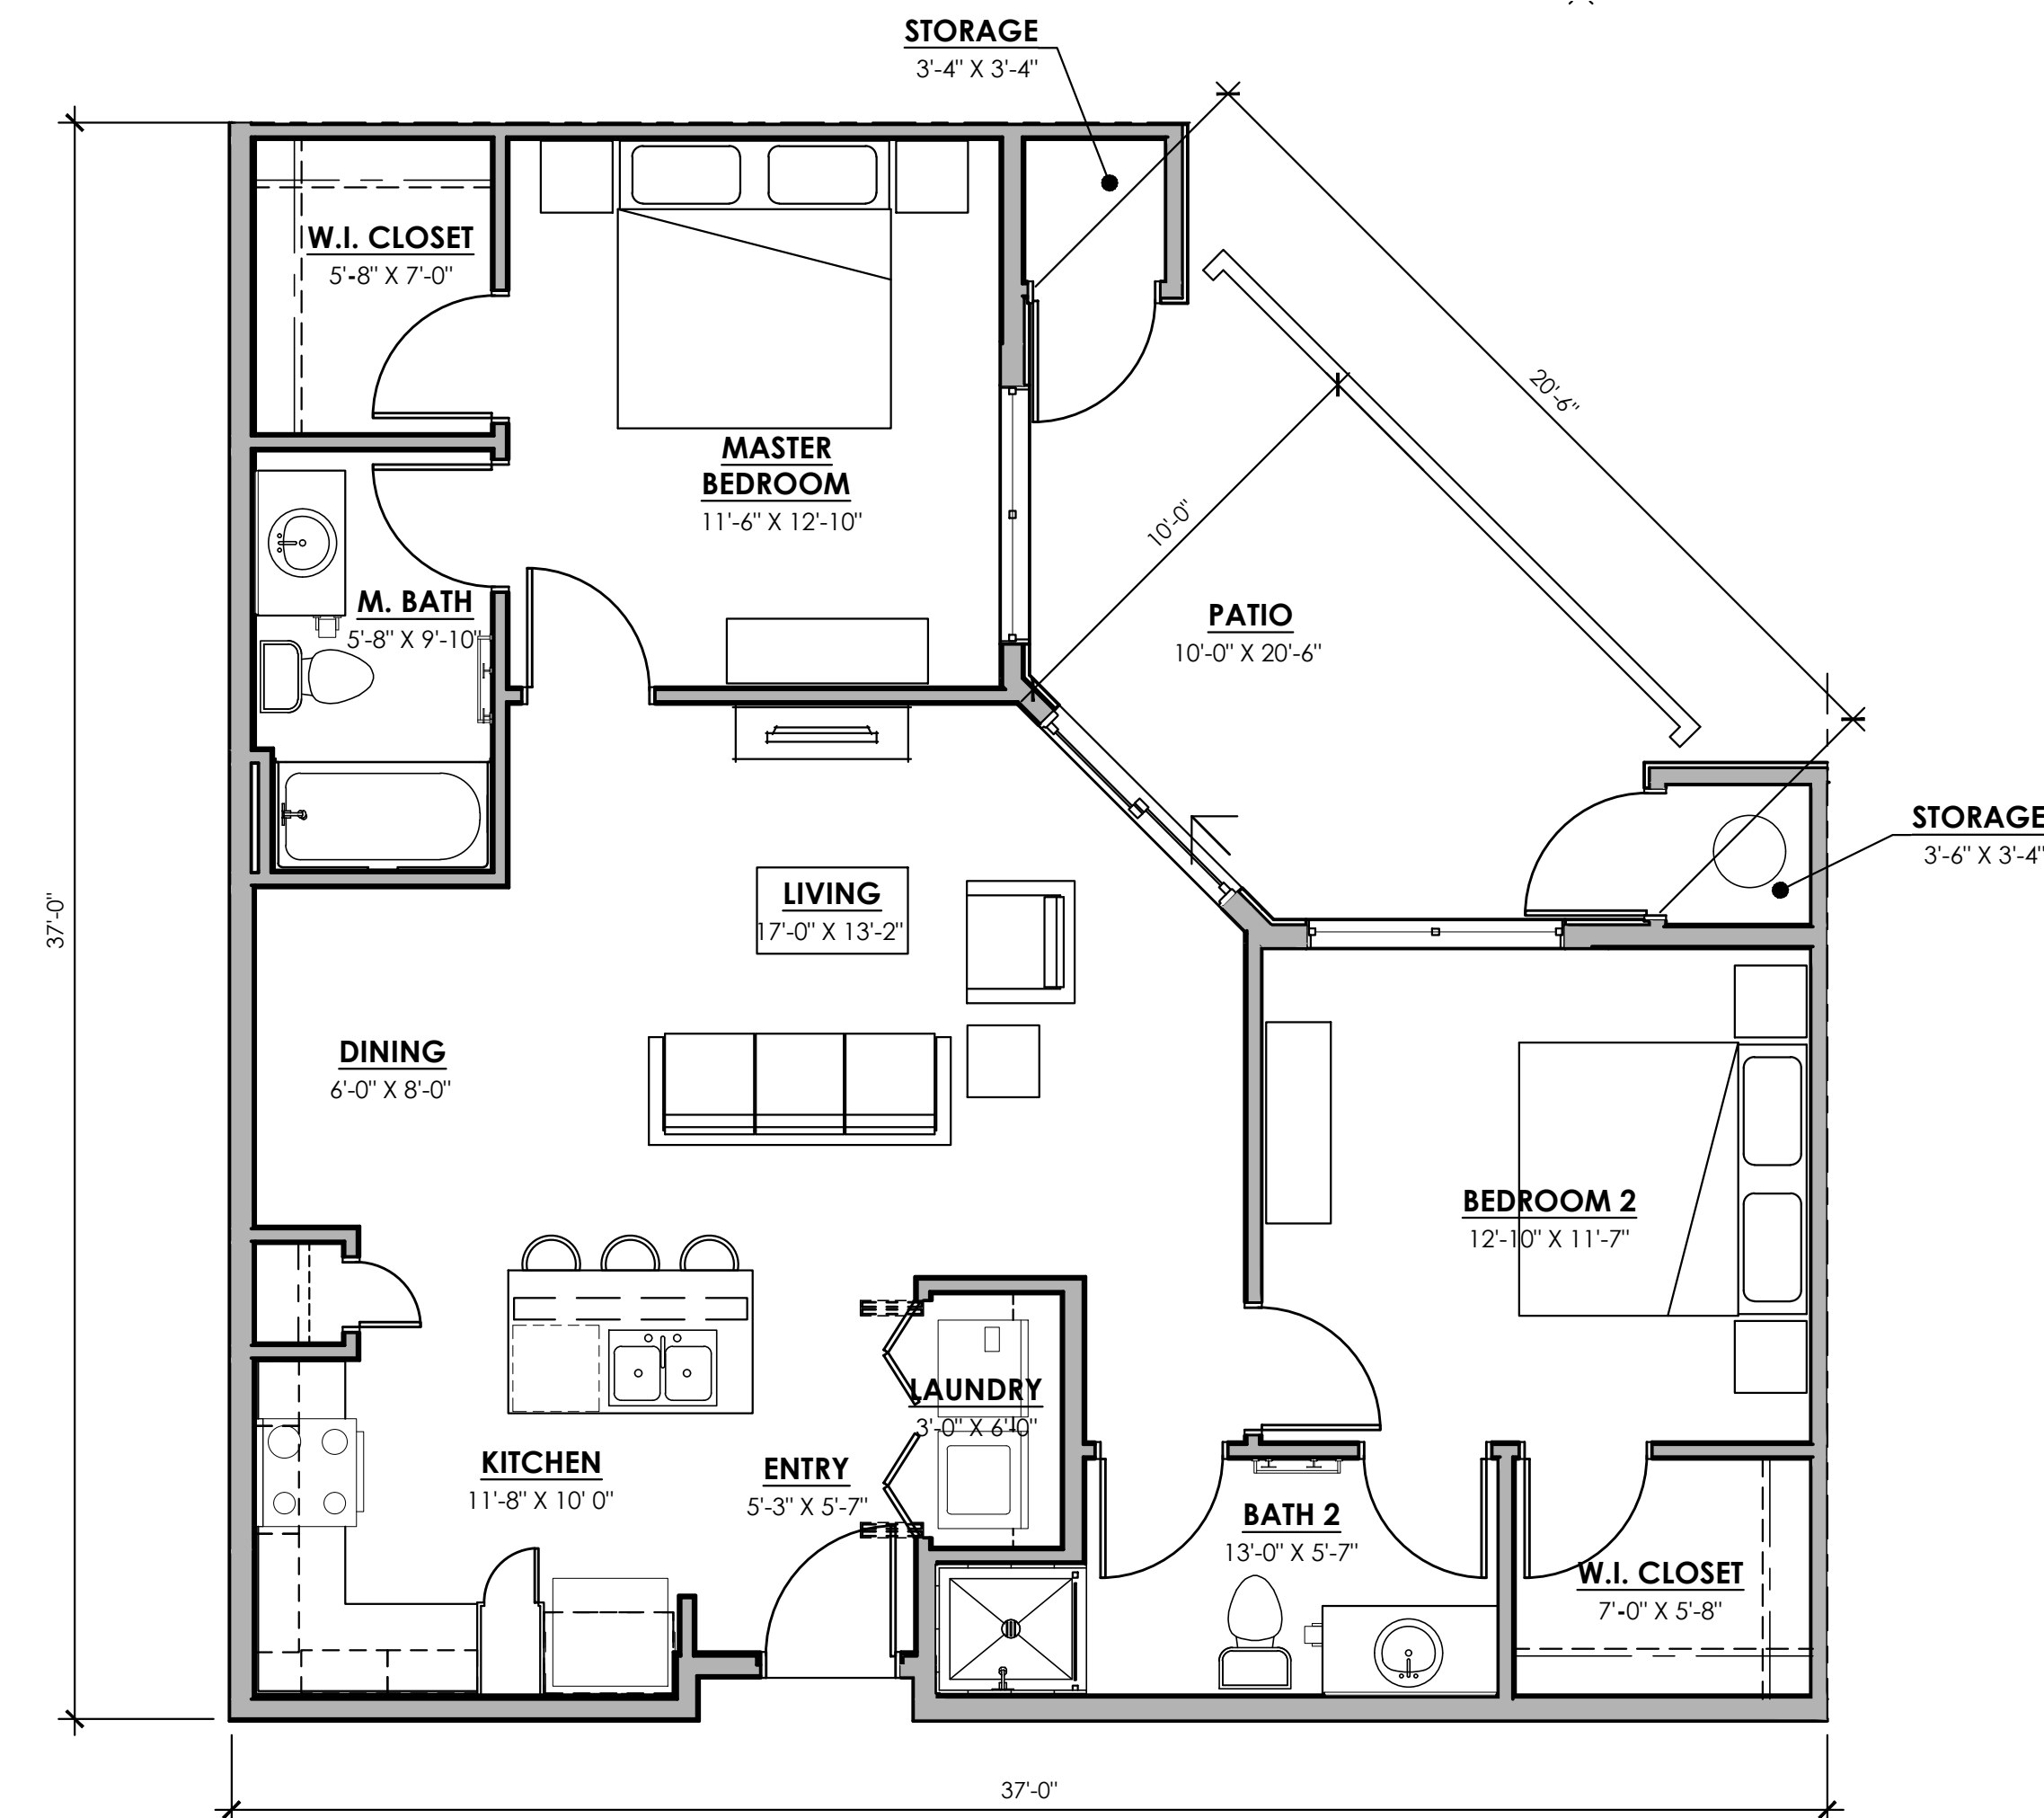 STORAGE
3'-4" X 3'-4"
W.I. CLOSET
5'-8" X 7'-0"
20'-6"
MASTER
BEDROOM
11'-6" X 12'-10"
10'-0"
M. BATH
5'-8" X 9'-10"
PATIO
10'-0" X 20'-6"
STORAGE
3'-6" X 3'-4"
LIVING
17'-0" X 13'-2"
37'-0"
DINING
6'-0" X 8'-0"
BEDROOM 2
12'-10" X 11'-7"
LAUNDRY
3'-0" X 6'-0"
KITCHEN
11'-8" X 10' 0"
ENTRY
5'-3" X 5'-7"
BATH 2
13'-0" X 5'-7"
W.I. CLOSET
7'-0" X 5'-8"
37'-0"